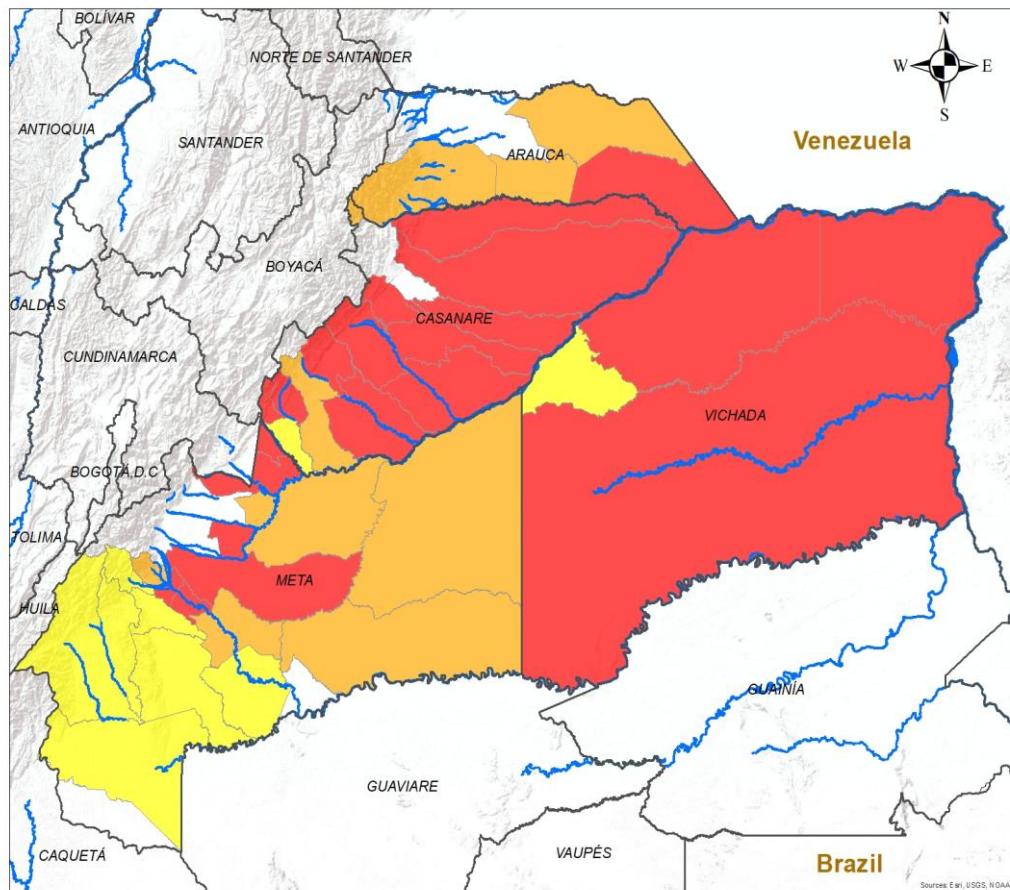 BOLÍVAR
NORTE DE SANTANDER
N
W E
S
ANTIOQUIA
SANTANDER
ARAUCA
Venezuela
BOYACÁ
CALDAS
CASANARE
CUNDINAMARCA
VICHADA
BOGOTÁ D.C
TOLIMA
META
HUILA
GUAINÍA
GUAVIARE
VAUPÉS
CAQUETÁ
Brazil
Sources: Esri, USGS, NOAA